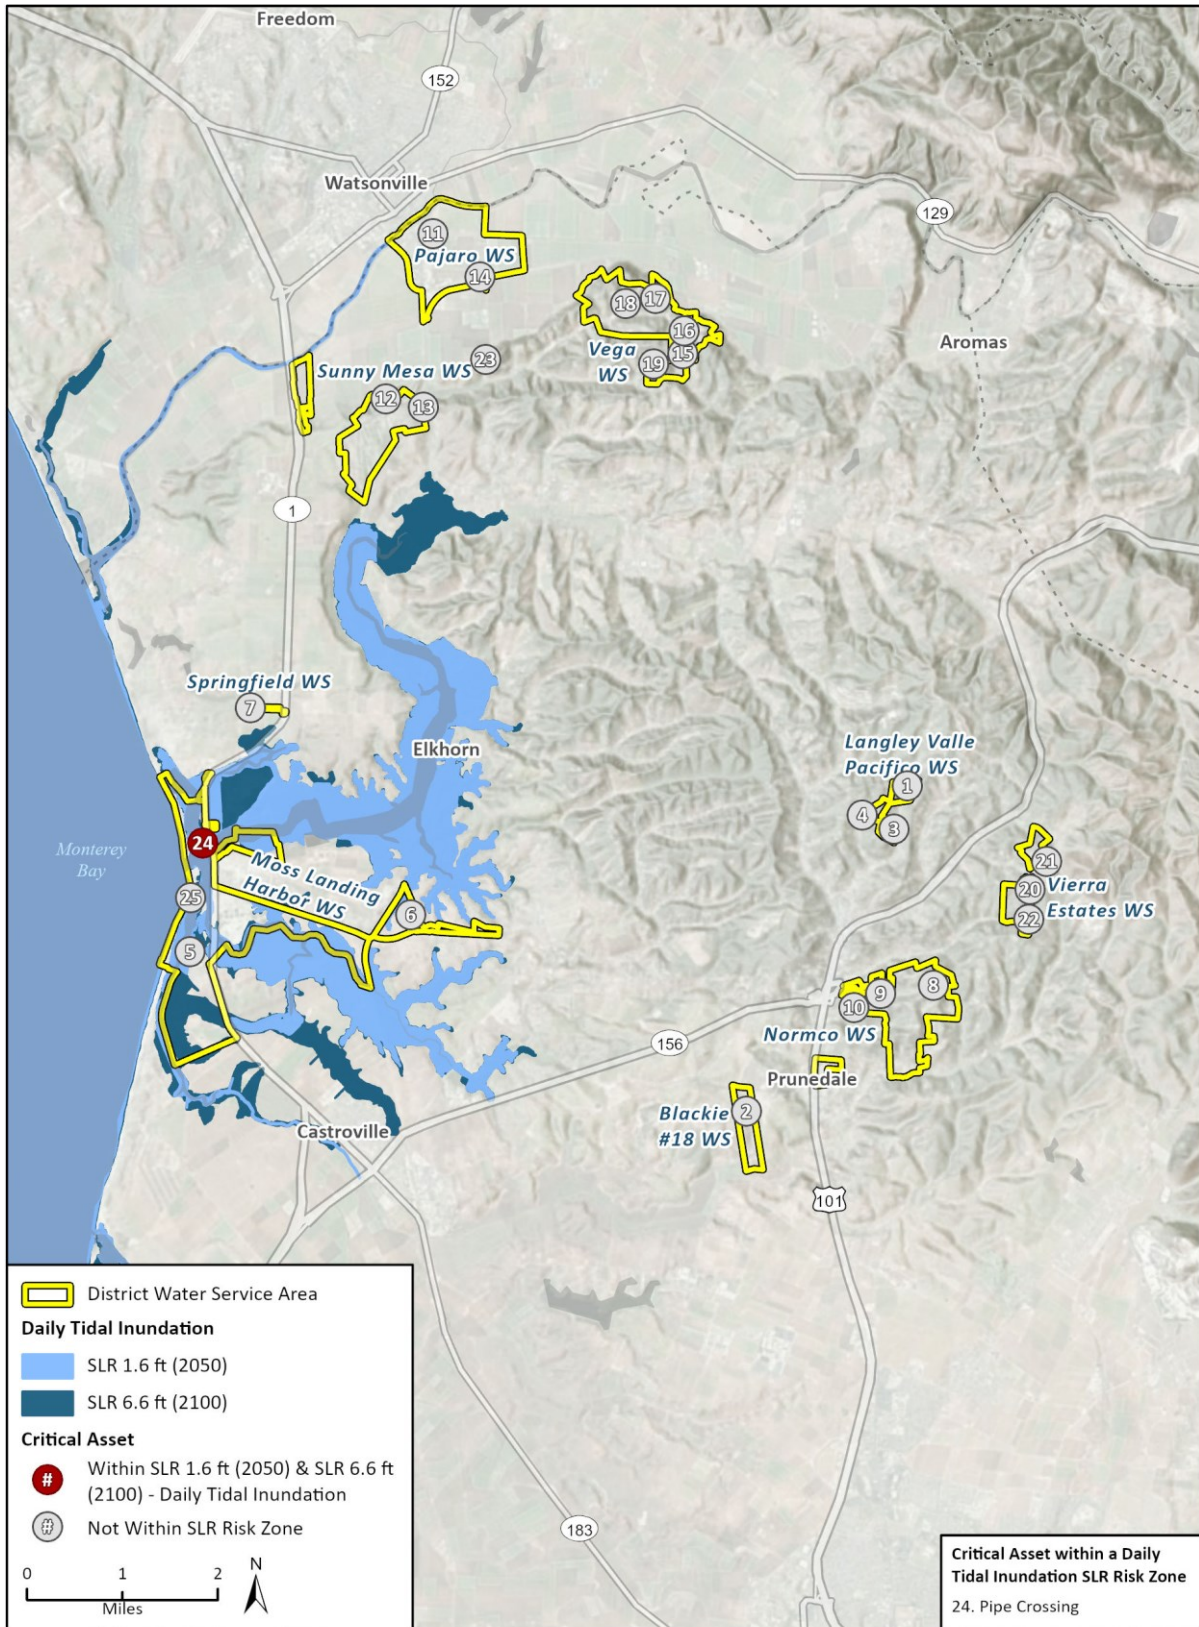 Freedom
152
Watsonville
129
11
Pajaro WS
14
18
17
16
Vega
WS
19
15
Aromas
23
Sunny Mesa WS
12
13
1
Springfield WS
7
Elkhorn
Langley Valle
Pacifico WS
1
4
3
24
Monterey
Bay
Moss Landing
Harbor WS
25
6
5
21
20
Vierra
Estates WS
22
8
9
10
Normco WS
156
Prunedale
Blackie
#18 WS
2
Castroville
101
183
District Water Service Area
Daily Tidal Inundation
SLR 1.6 ft (2050)
SLR 6.6 ft (2100)
Critical Asset
# Within SLR 1.6 ft (2050) & SLR 6.6 ft
(2100) - Daily Tidal Inundation
# Not Within SLR Risk Zone
0 1 2
Miles
N
Critical Asset within a Daily
Tidal Inundation SLR Risk Zone
24. Pipe Crossing